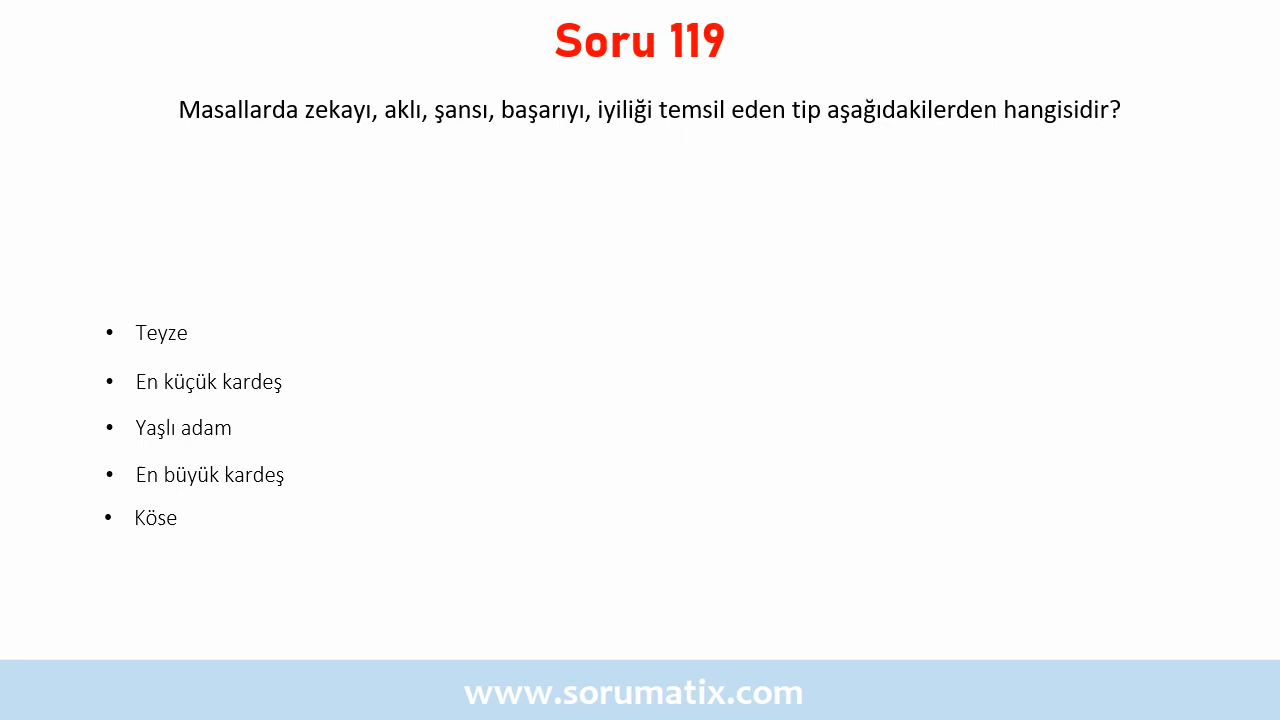 Soru 119
Masallarda zekayı, aklı, şansı, başarıyı, iyiliği temsil eden tip aşağıdakilerden hangisidir?
• Teyze
• En küçük kardeş
• Yaşlı adam
• En büyük kardeş
• Köse
www.sorumatix.com